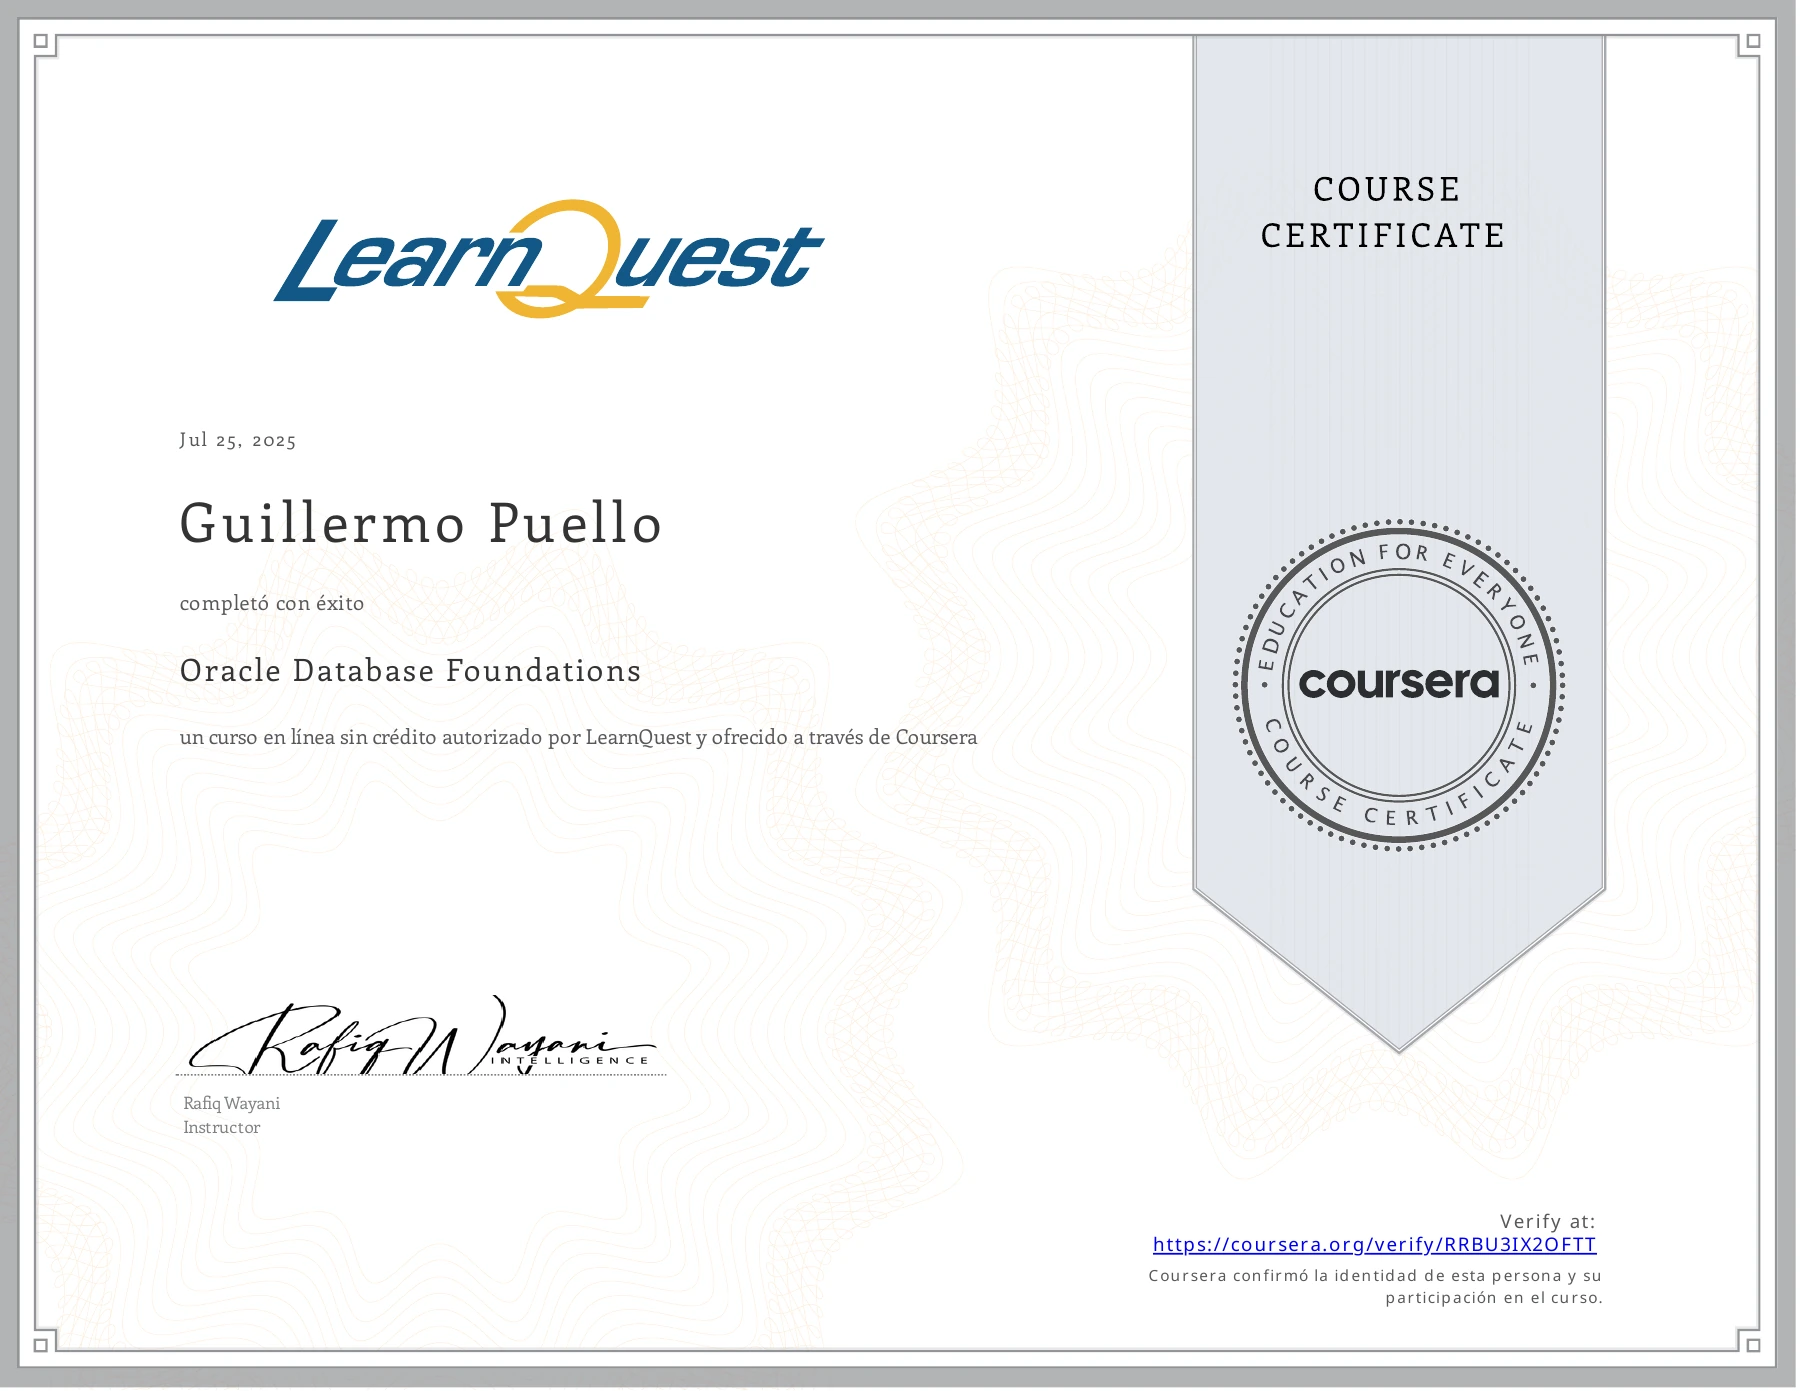 LearnQuest
COURSE
CERTIFICATE
Jul 25, 2025
Guillermo Puello
completó con éxito
Oracle Database Foundations
un curso en línea sin crédito autorizado por LearnQuest y ofrecido a través de Coursera
EDUCATION FOR EVERYONE
coursera
COURSE CERTIFICATE
Rafiq Wayani
INTELLIGENCE
Rafiq Wayani
Instructor
Verify at:
https://coursera.org/verify/RRBU3IX2OFTT
Coursera confirmó la identidad de esta persona y su
participación en el curso.